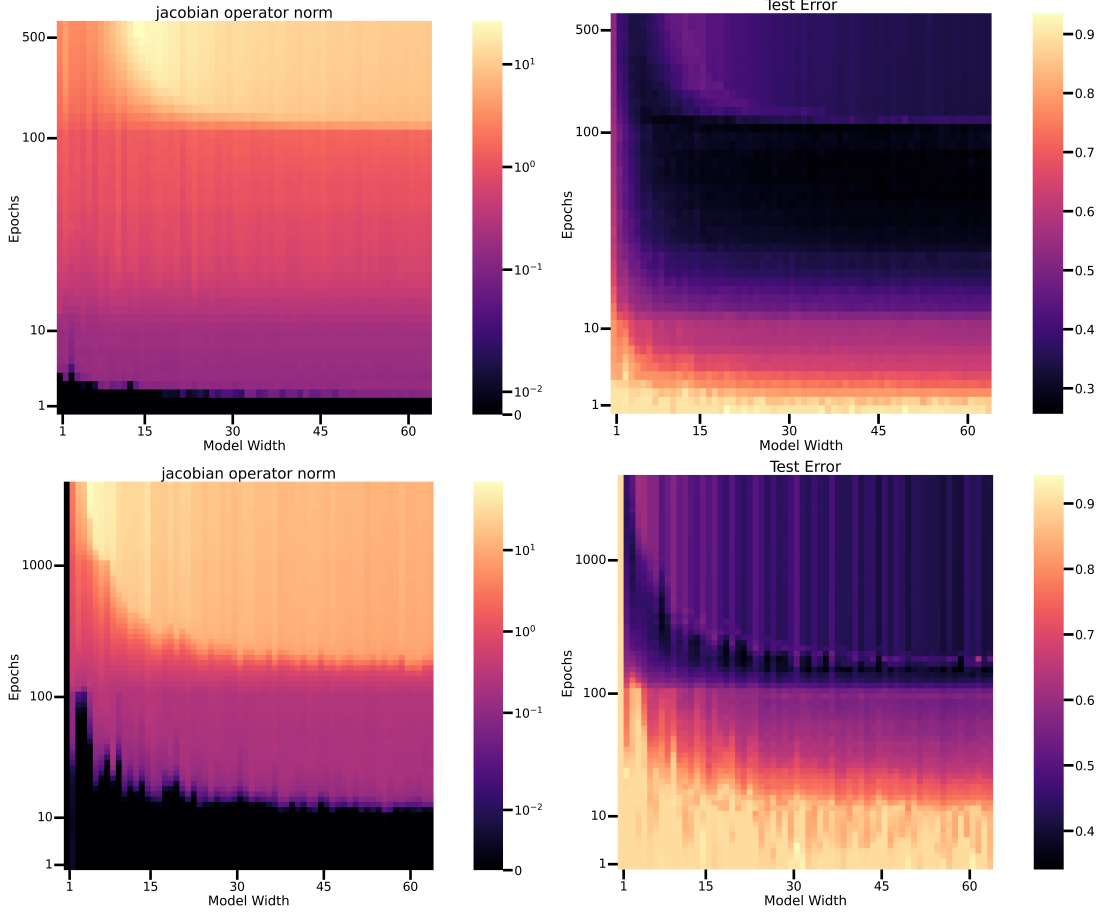 jacobian operator norm
500
100
10
1
Epochs
1 15 30 45 60
Model Width
10^1
10^0
10^−1
10^−2
0
Test Error
500
100
10
1
Epochs
1 15 30 45 60
Model Width
0.9
0.8
0.7
0.6
0.5
0.4
0.3
jacobian operator norm
1000
100
10
1
Epochs
1 15 30 45 60
Model Width
10^1
10^0
10^−1
10^−2
0
Test Error
1000
100
10
1
Epochs
1 15 30 45 60
Model Width
0.9
0.8
0.7
0.6
0.5
0.4